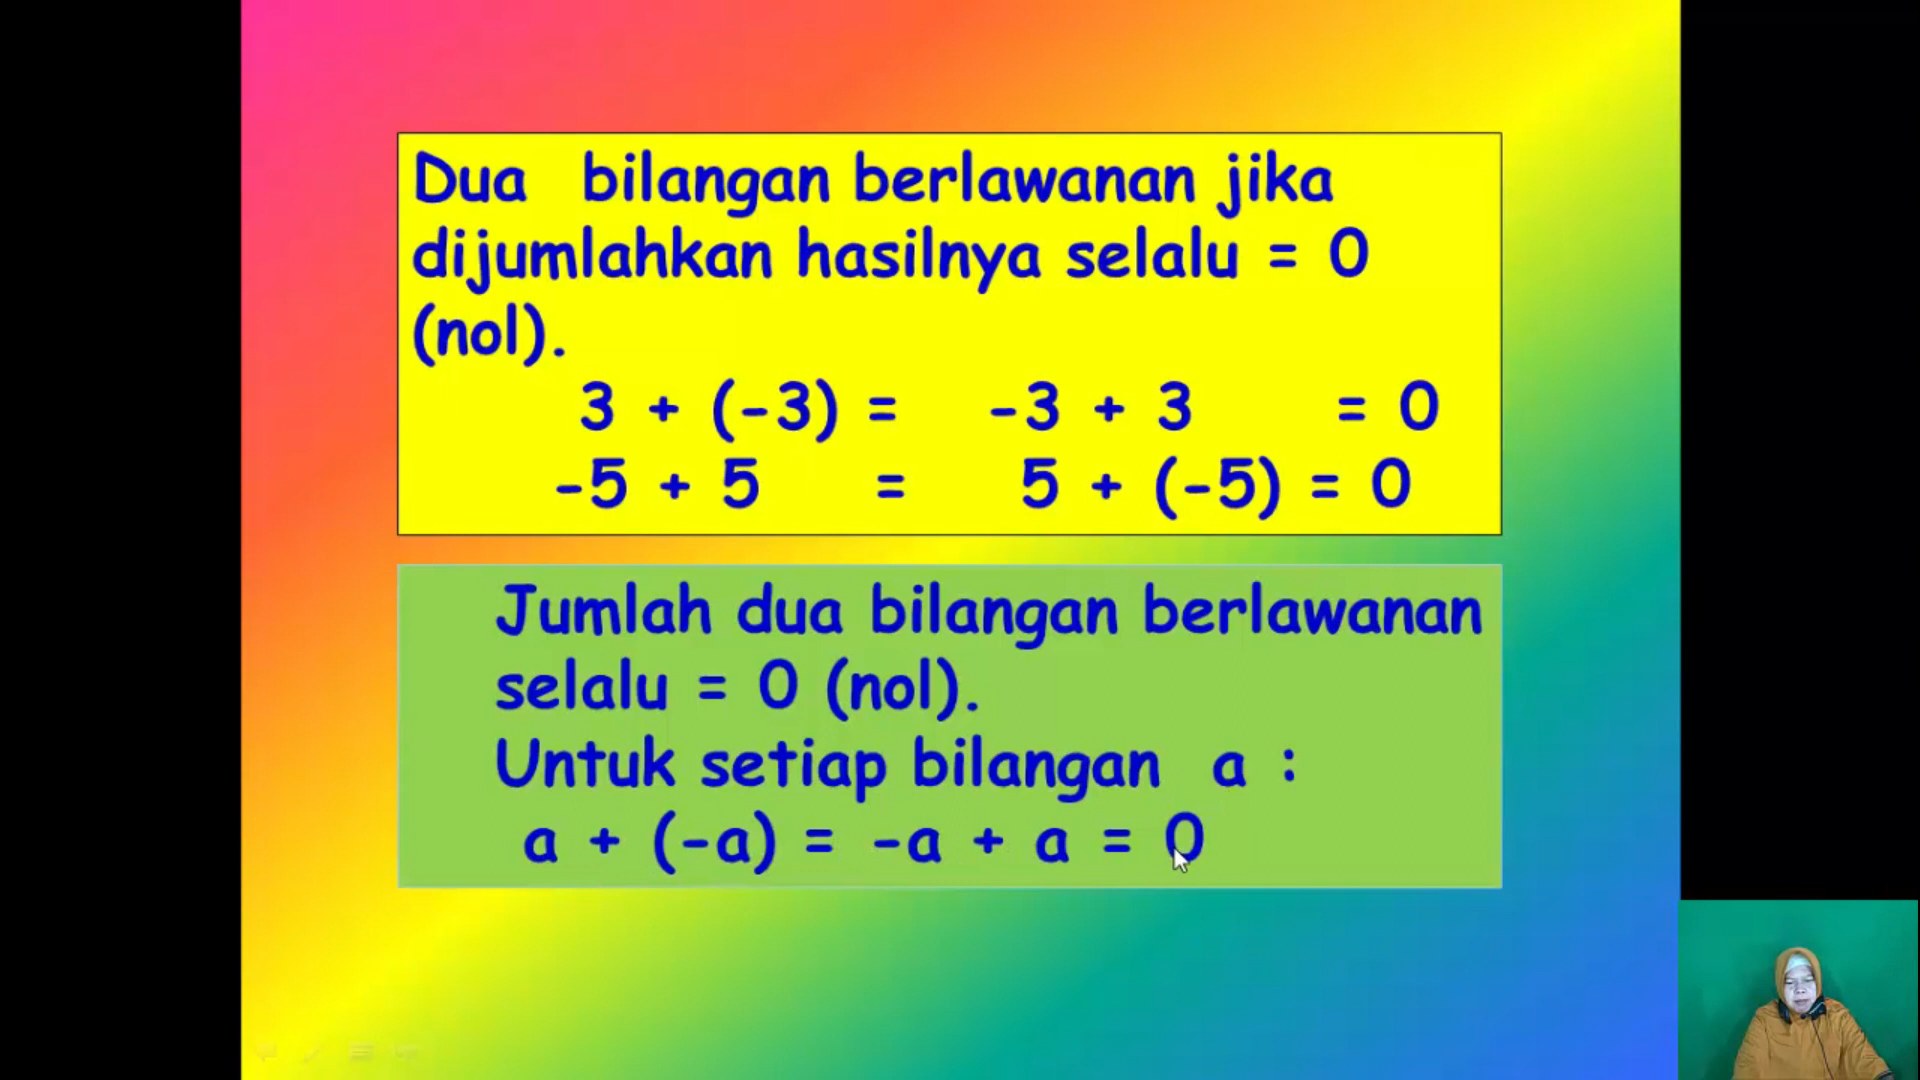 Dua bilangan berlawanan jika
dijumlahkan hasilnya selalu = 0
(nol).
3 + (-3) = -3 + 3 = 0
-5 + 5 = 5 + (-5) = 0
Jumlah dua bilangan berlawanan
selalu = 0 (nol).
Untuk setiap bilangan a :
a + (-a) = -a + a = 0